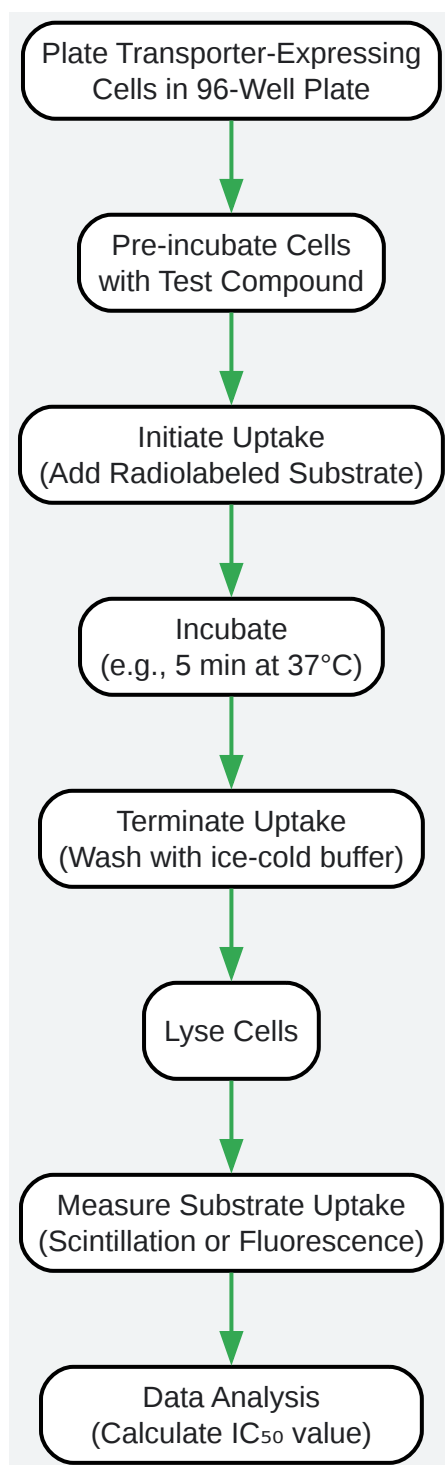 Plate Transporter-Expressing
Cells in 96-Well Plate
Pre-incubate Cells
with Test Compound
Initiate Uptake
(Add Radiolabeled Substrate)
Incubate
(e.g., 5 min at 37°C)
Terminate Uptake
(Wash with ice-cold buffer)
Lyse Cells
Measure Substrate Uptake
(Scintillation or Fluorescence)
Data Analysis
(Calculate IC₅₀ value)